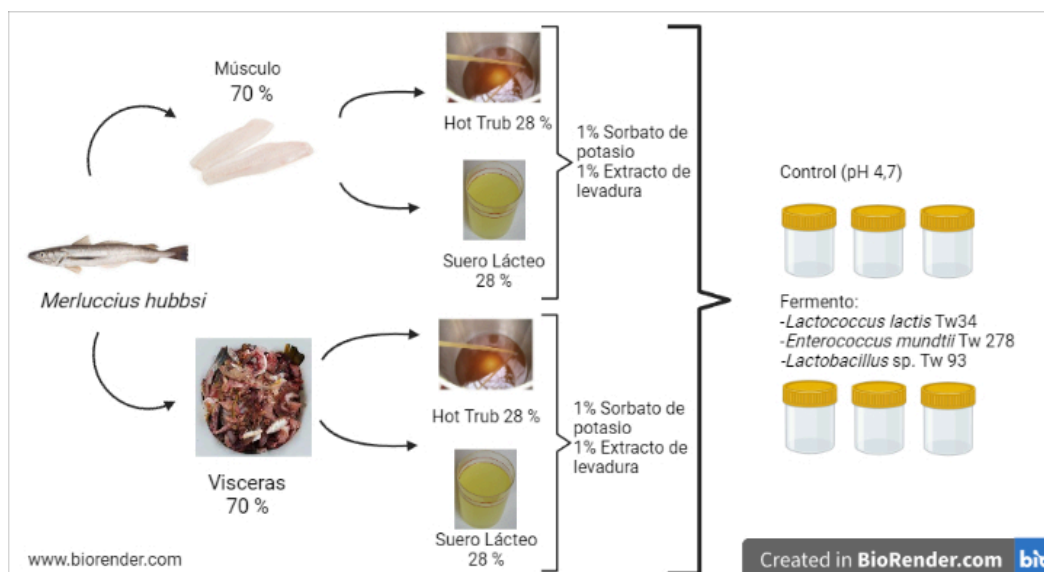 Músculo
70 %
Hot Trub 28 %
Suero Lácteo
28 %
1% Sorbato de
potasio
1% Extracto de
levadura
Merluccius hubbsi
Visceras
70 %
Hot Trub 28 %
Suero Lácteo
28 %
1% Sorbato de
potasio
1% Extracto de
levadura
Control (pH 4,7)
Fermento:
-Lactococcus lactis Tw34
-Enterococcus mundtii Tw 278
-Lactobacillus sp. Tw 93
www.biorender.com
Created in BioRender.com bio